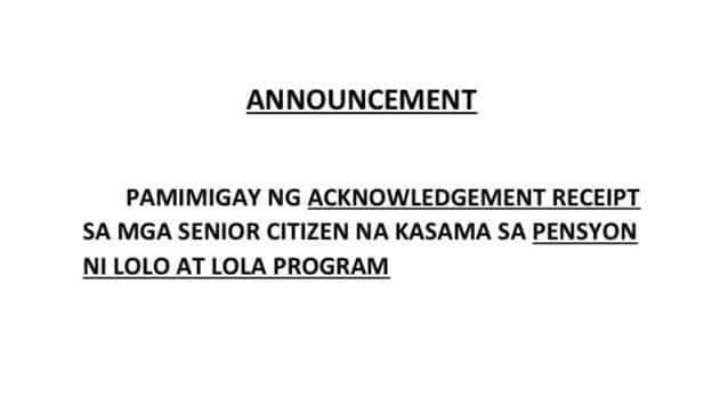 ANNOUNCEMENT
PAMIMIGAY NG ACKNOWLEDGEMENT RECEIPT
SA MGA SENIOR CITIZEN NA KASAMA SA PENSYON
NI LOLO AT LOLA PROGRAM